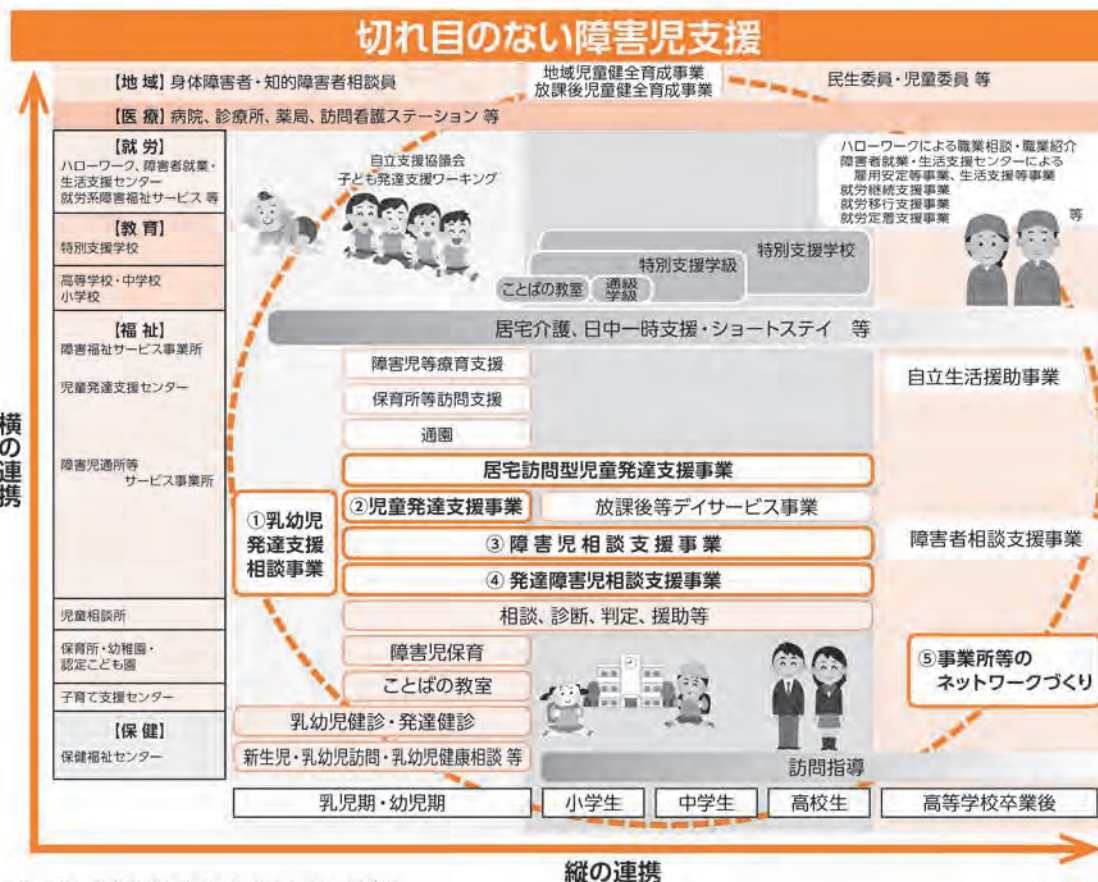 切れ目のない障害児支援
【地 域】身体障害者・知的障害者相談員
地域児童健全育成事業
放課後児童健全育成事業
民生委員・児童委員 等
【医 療】病院、診療所、薬局、訪問看護ステーション 等
【就 労】
ハローワーク、障害者就業・
生活支援センター
就労系障害福祉サービス 等
自立支援協議会
子ども発達支援ワーキング
ハローワークによる職業相談・職業紹介
障害者就業・生活支援センターによる
雇用安定等事業、生活支援等事業
就労継続支援事業
就労移行支援事業
就労定着支援事業
等
【教 育】
特別支援学校
高等学校・中学校
小学校
特別支援学校
特別支援学級
ことばの教室
通級
学級
【福 祉】
障害福祉サービス事業所
児童発達支援センター
障害児通所等
サービス事業所
居宅介護、日中一時支援・ショートステイ 等
障害児等療育支援
保育所等訪問支援
通園
自立生活援助事業
居宅訪問型児童発達支援事業
①乳幼児
発達支援
相談事業
②児童発達支援事業
放課後等デイサービス事業
③障害児相談支援事業
障害者相談支援事業
④発達障害児相談支援事業
児童相談所
相談、診断、判定、援助等
保育所・幼稚園・
認定こども園
障害児保育
⑤事業所等の
ネットワークづくり
子育て支援センター
ことばの教室
【保 健】
保健福祉センター
乳幼児健診・発達健診
新生児・乳幼児訪問・乳幼児健康相談 等
訪問指導
乳児期・幼児期
小学生
中学生
高校生
高等学校卒業後
横の連携
縦の連携